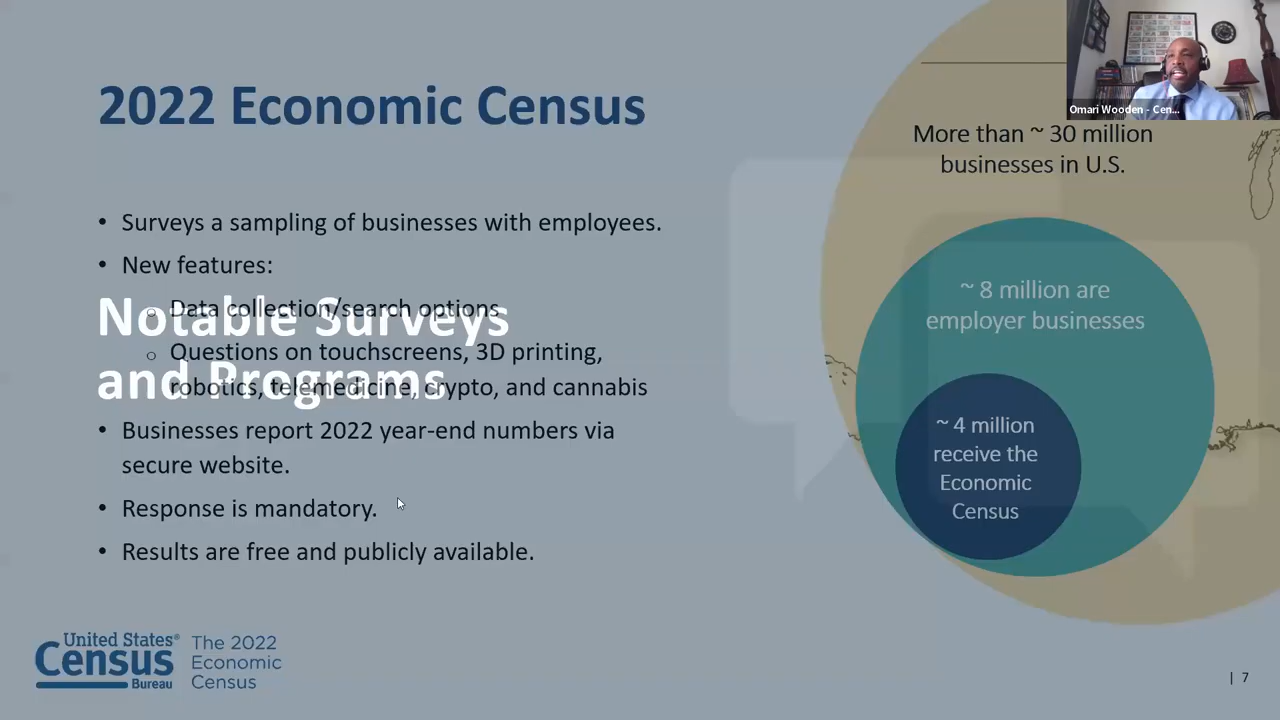 2022 Economic Census
• Surveys a sampling of businesses with employees.
• New features:
o Data collection/search options
o Questions on touchscreens, 3D printing,
robotics, telemedicine, crypto, and cannabis
• Businesses report 2022 year-end numbers via
secure website.
• Response is mandatory.
• Results are free and publicly available.
Notable Surveys
and Programs
More than ~ 30 million
businesses in U.S.
~ 8 million are
employer businesses
~ 4 million
receive the
Economic
Census
Omari Wooden - Cen...
United States®
Census
Bureau
The 2022
Economic
Census
| 7